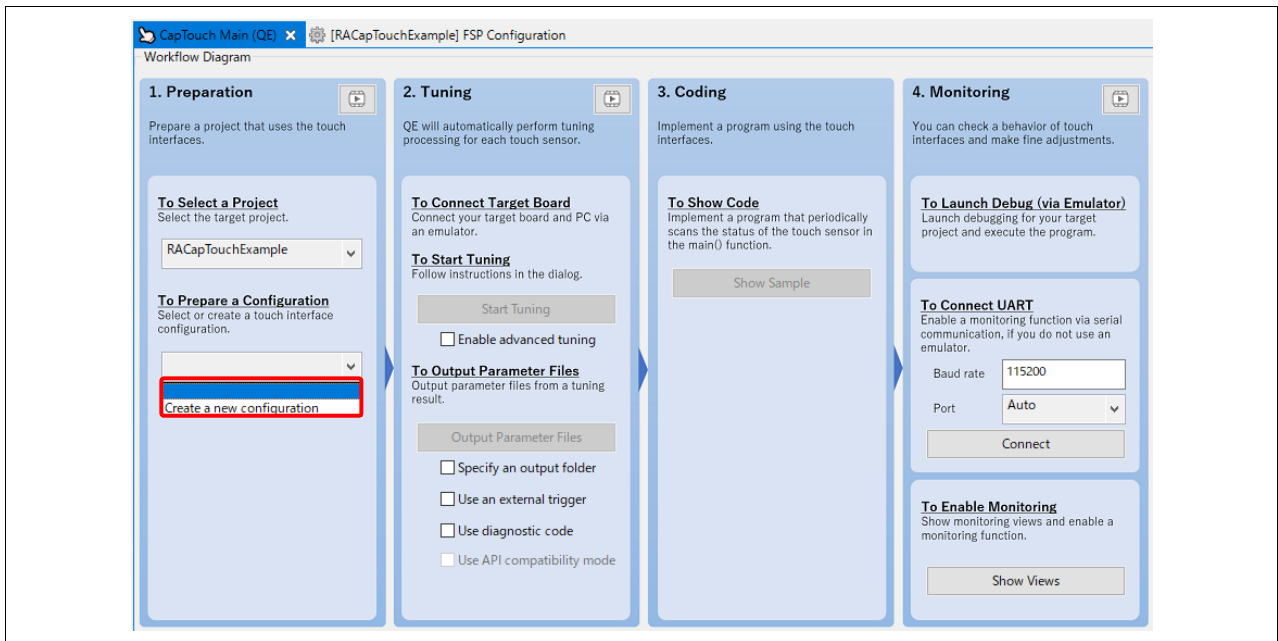 CapTouch Main (QE) [RACapTouchExample] FSP Configuration
Workflow Diagram
1. Preparation
Prepare a project that uses the touch
interfaces.
To Select a Project
Select the target project.
RACapTouchExample
To Prepare a Configuration
Select or create a touch interface
configuration.
Create a new configuration
2. Tuning
QE will automatically perform tuning
processing for each touch sensor.
To Connect Target Board
Connect your target board and PC via
an emulator.
To Start Tuning
Follow instructions in the dialog.
Start Tuning
Enable advanced tuning
To Output Parameter Files
Output parameter files from a tuning
result.
Output Parameter Files
Specify an output folder
Use an external trigger
Use diagnostic code
Use API compatibility mode
3. Coding
Implement a program using the touch
interfaces.
To Show Code
Implement a program that periodically
scans the status of the touch sensor in
the main() function.
Show Sample
4. Monitoring
You can check a behavior of touch
interfaces and make fine adjustments.
To Launch Debug (via Emulator)
Launch debugging for your target
project and execute the program.
To Connect UART
Enable a monitoring function via serial
communication, if you do not use an
emulator.
Baud rate 115200
Port Auto
Connect
To Enable Monitoring
Show monitoring views and enable a
monitoring function.
Show Views